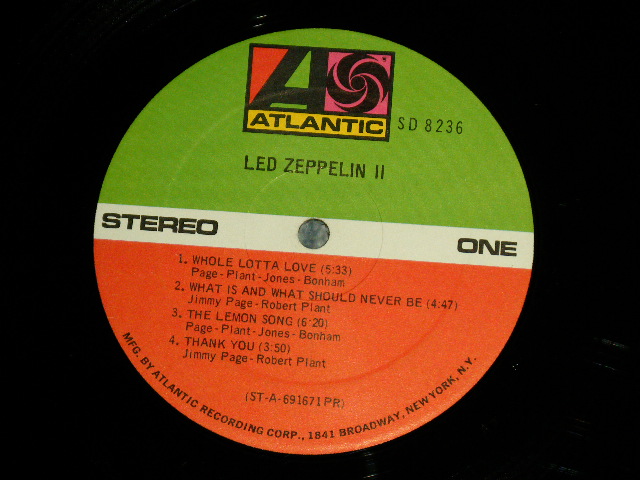 ATLANTIC
SD 8236
LED ZEPPELIN II
STEREO
ONE
1. WHOLE LOTTA LOVE (5:33)
Page-Plant-Jones-Bonham
2. WHAT IS AND WHAT SHOULD NEVER BE (4:47)
Jimmy Page-Robert Plant
3. THE LEMON SONG (6:20)
Page-Plant-Jones-Bonham
4. THANK YOU (3:50)
Jimmy Page-Robert Plant
(ST-A-691671PR)
MFG. BY ATLANTIC RECORDING CORP., 1841 BROADWAY, NEW YORK, N.Y.